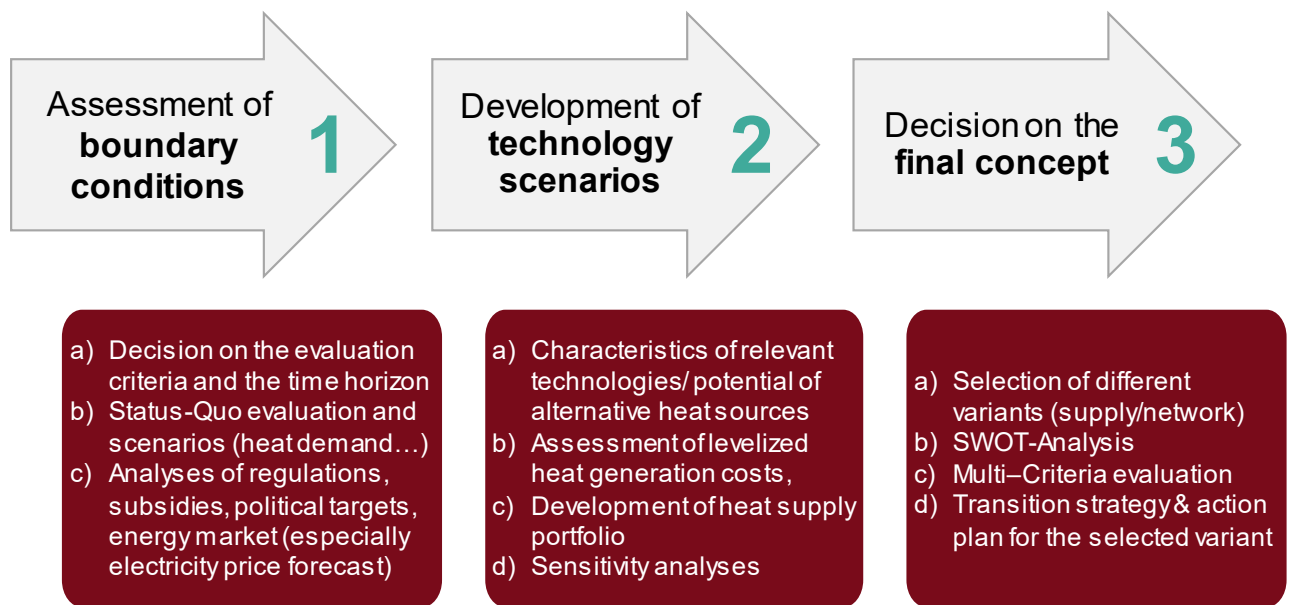 Assessment of
boundary
conditions
1
Development of
technology
scenarios
2
Decision on the
final concept
3
a) Decision on the evaluation
criteria and the time horizon
b) Status-Quo evaluation and
scenarios (heat demand…)
c) Analyses of regulations,
subsidies, political targets,
energy market (especially
electricity price forecast)
a) Characteristics of relevant
technologies/ potential of
alternative heat sources
b) Assessment of levelized
heat generation costs,
c) Development of heat supply
portfolio
d) Sensitivity analyses
a) Selection of different
variants (supply/network)
b) SWOT-Analysis
c) Multi–Criteria evaluation
d) Transition strategy & action
plan for the selected variant